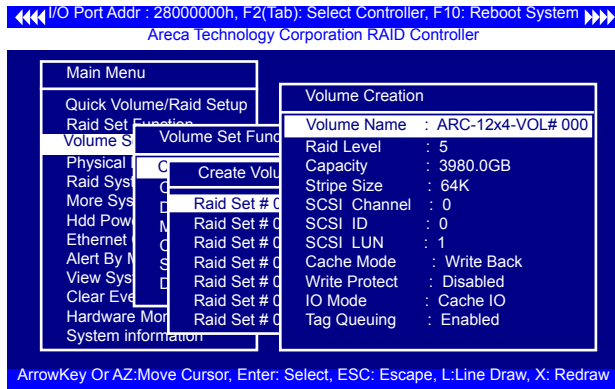 I/O Port Addr : 28000000h, F2(Tab): Select Controller, F10: Reboot System
Areca Technology Corporation RAID Controller
Main Menu
Quick Volume/Raid Setup
Raid Set Function
Volume S
Physical
Raid Syst
More Sys
Hdd Pow
Ethernet
Alert By
View Sys
Clear Eve
Hardware Mon
System information
Volume Set Func
C
Create Volu
Raid Set # 0
Raid Set # 0
Raid Set # 0
Raid Set # 0
Raid Set # 0
Raid Set # 0
Raid Set # 0
Volume Creation
Volume Name : ARC-12x4-VOL# 000
Raid Level : 5
Capacity : 3980.0GB
Stripe Size : 64K
SCSI Channel : 0
SCSI ID : 0
SCSI LUN : 1
Cache Mode : Write Back
Write Protect : Disabled
IO Mode : Cache IO
Tag Queuing : Enabled
ArrowKey Or AZ:Move Cursor, Enter: Select, ESC: Escape, L:Line Draw, X: Redraw